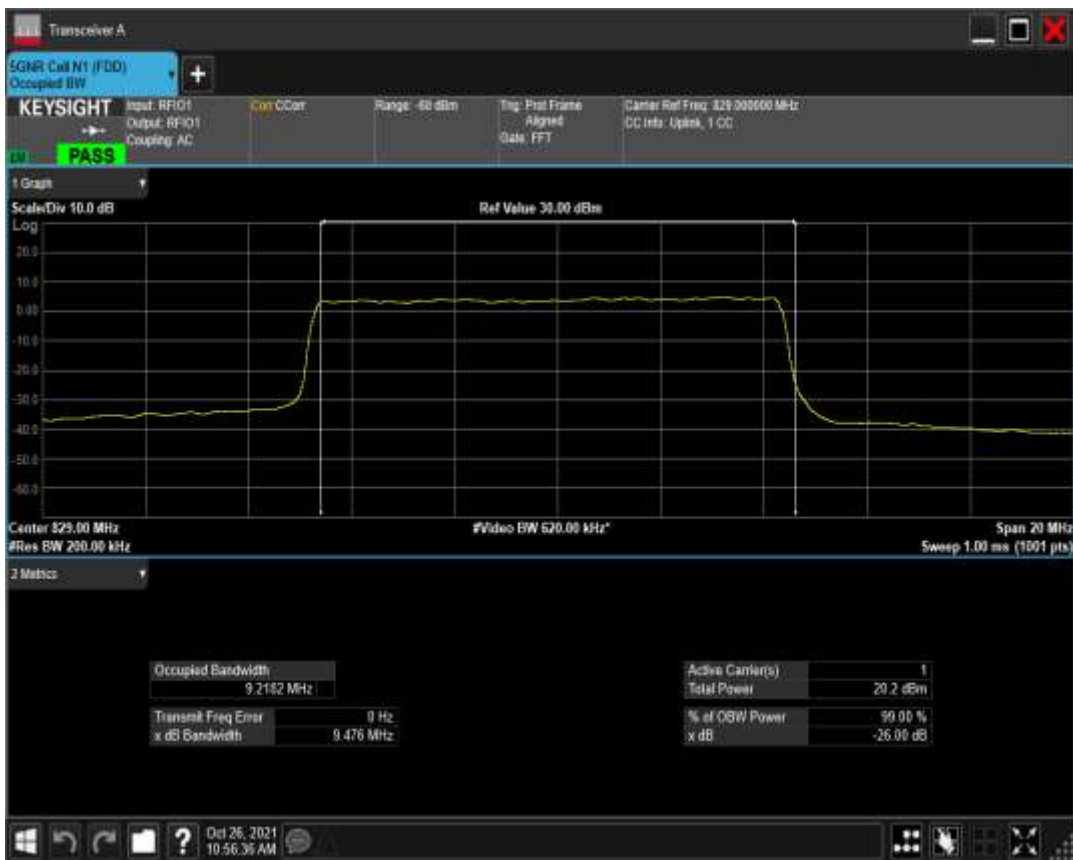 Transceiver A
5GNR Cell N1 (FDD)
Occupied BW
+
KEYSIGHT
PASS
Input: RFIO1
Output: RFIO1
Coupling: AC
Corr CCorr
Range: -60 dBm
Trig: Prot Frame
Aligned
Gate: FFT
Carrier Ref Freq: 829.000000 MHz
CC Info: Uplink, 1 CC
1 Graph
Scale/Div 10.0 dB
Ref Value 30.00 dBm
Log
20.0
10.0
0.00
-10.0
-20.0
-30.0
-40.0
-50.0
-60.0
Center 829.00 MHz
#Video BW 620.00 kHz*
Span 20 MHz
#Res BW 200.00 kHz
Sweep 1.00 ms (1001 pts)
2 Metrics
Occupied Bandwidth
9.2182 MHz
Transmit Freq Error 0 Hz
x dB Bandwidth 9.476 MHz
Active Carrier(s) 1
Total Power 20.2 dBm
% of OBW Power 99.00 %
x dB -26.00 dB
?
Oct 26, 2021
10:56:36 AM